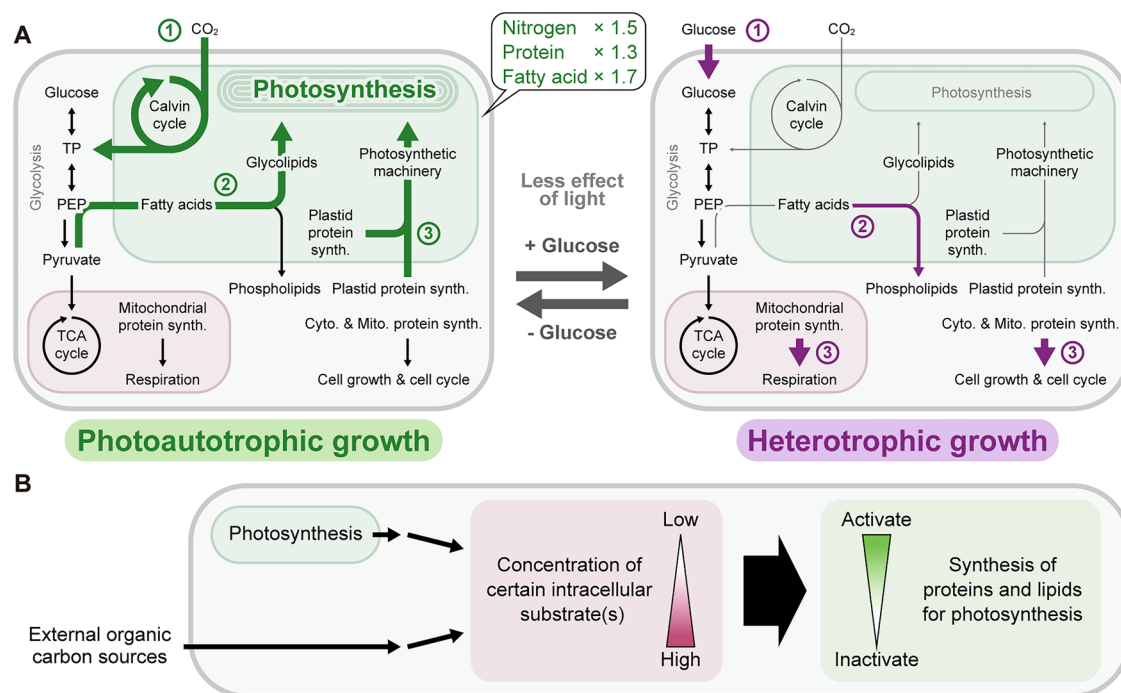 A
① CO₂
Nitrogen × 1.5
Protein × 1.3
Fatty acid × 1.7
Photosynthesis
Glucose
Calvin
cycle
Glycolysis
TP
Glycolipids
Photosynthetic
machinery
②
PEP
Fatty acids
Plastid
protein
synth.
③
Pyruvate
Phospholipids
Plastid protein synth.
Mitochondrial
protein synth.
Cyto. & Mito. protein synth.
TCA
cycle
Respiration
Cell growth & cell cycle
Photoautotrophic growth
Less effect
of light
+ Glucose
- Glucose
Glucose ①
CO₂
Glucose
Calvin
cycle
Photosynthesis
Glycolysis
TP
Glycolipids
Photosynthetic
machinery
PEP
Fatty acids
②
Plastid
protein
synth.
Pyruvate
Phospholipids
Plastid protein synth.
Mitochondrial
protein synth.
Cyto. & Mito. protein synth.
TCA
cycle
③
③
Respiration
Cell growth & cell cycle
Heterotrophic growth
B
Photosynthesis
External organic
carbon sources
Concentration of
certain intracellular
substrate(s)
Low
High
Activate
Inactivate
Synthesis of
proteins and lipids
for photosynthesis